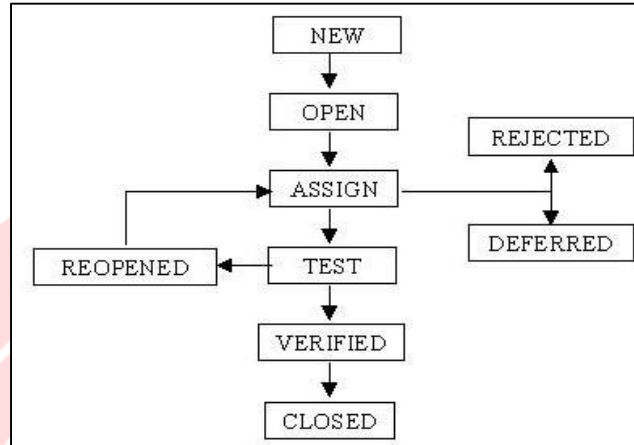 NEW
OPEN
REJECTED
ASSIGN
DEFERRED
REOPENED
TEST
VERIFIED
CLOSED